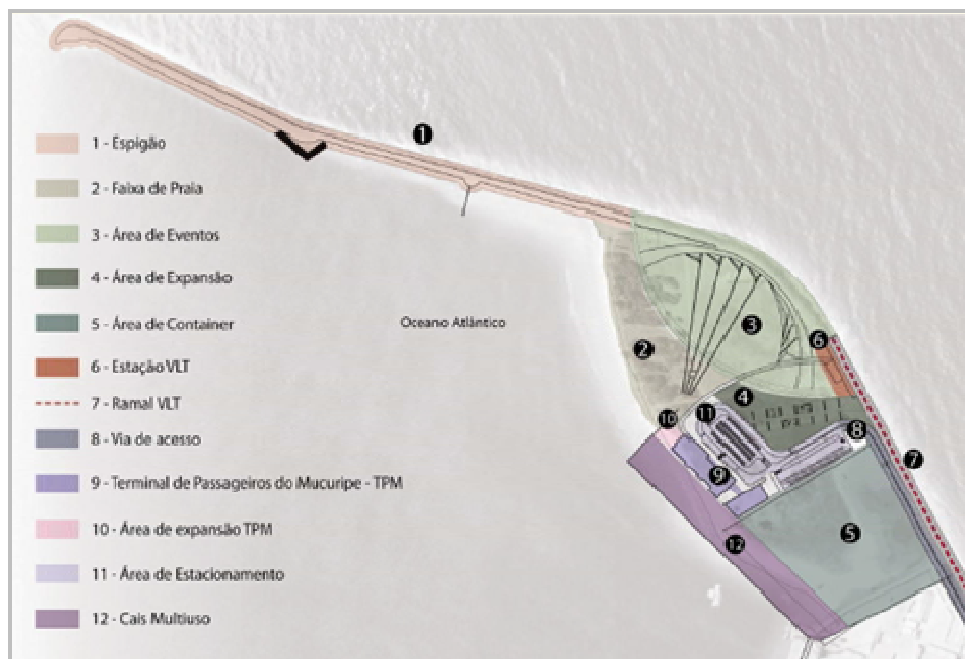 1
1 - Espigão
2 - Faixa de Praia
3 - Área de Eventos
4 - Área de Expansão
5 - Área de Container
6 - Estação VLT
7 - Ramal VLT
8 - Via de acesso
9 - Terminal de Passageiros do Mucuripe - TPM
10 - Área de expansão TPM
11 - Área de Estacionamento
12 - Cais Multiuso
Oceano Atlântico
3
6
2
4
11
10
8
7
9
5
12